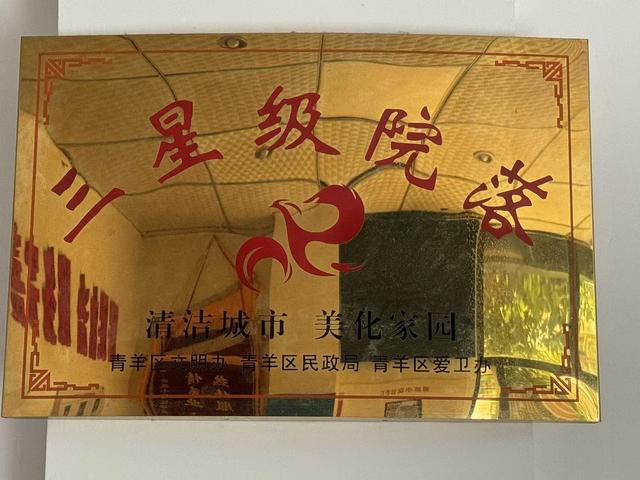 三星级院落
清洁城市 美化家园
青羊区文明办 青羊区民政局 青羊区爱卫办